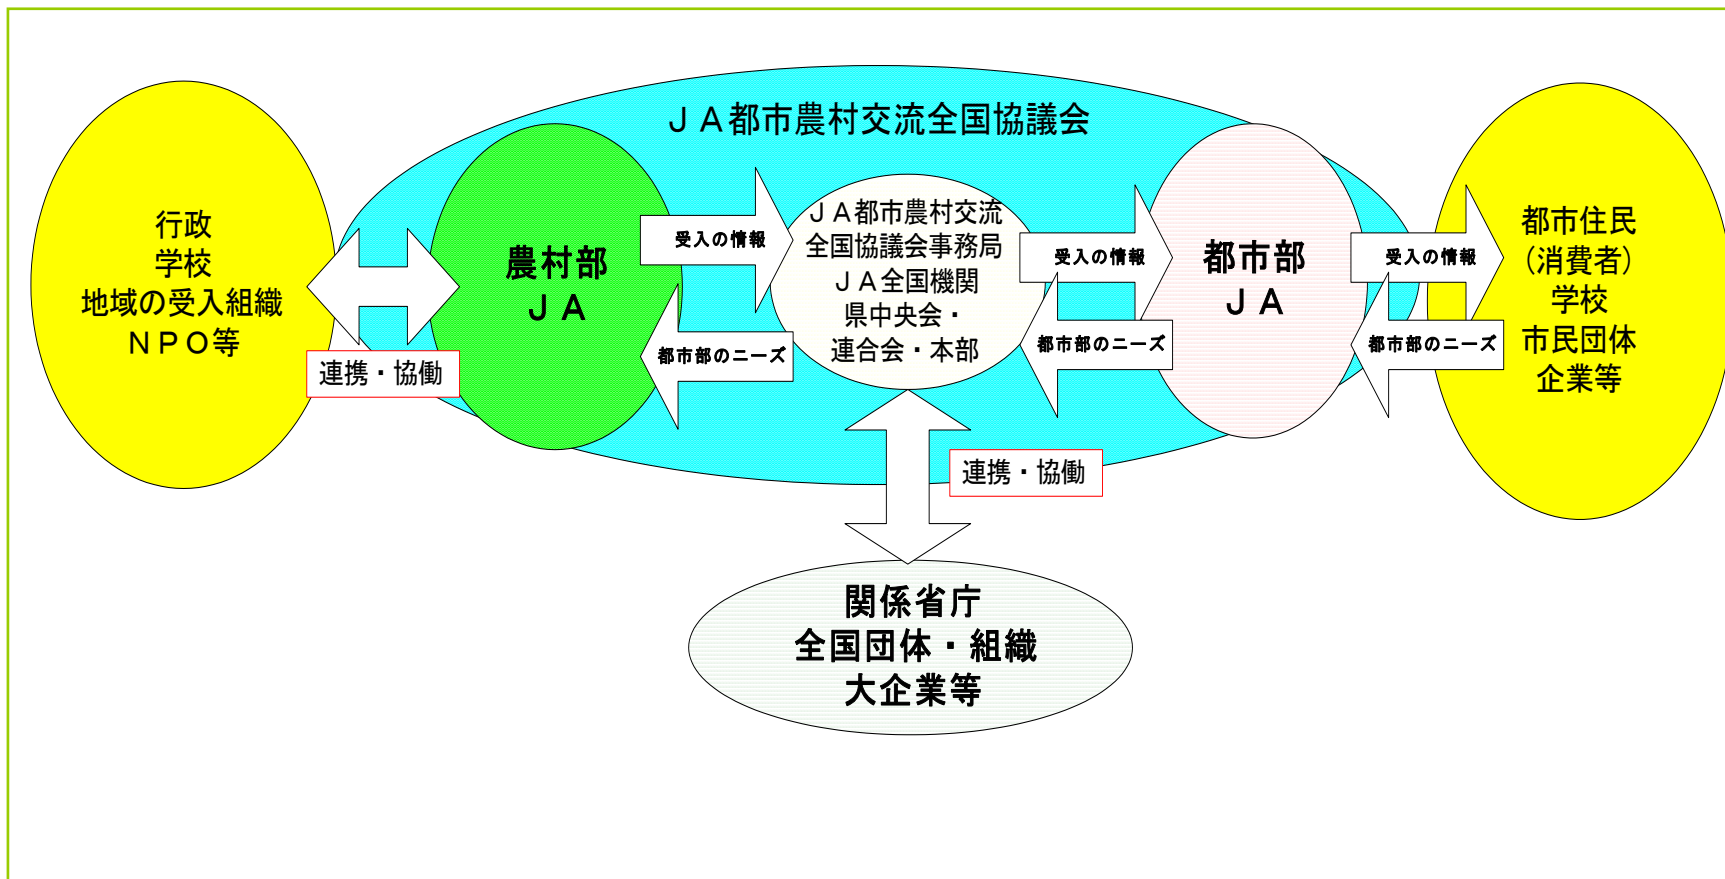 ＪＡ都市農村交流全国協議会
行政
学校
地域の受入組織
ＮＰＯ等
連携・協働
農村部
ＪＡ
受入の情報
都市部のニーズ
ＪＡ都市農村交流
全国協議会事務局
ＪＡ全国機関
県中央会・
連合会・本部
受入の情報
都市部のニーズ
都市部
ＪＡ
受入の情報
都市部のニーズ
都市住民
（消費者）
学校
市民団体
企業等
連携・協働
関係省庁
全国団体・組織
大企業等